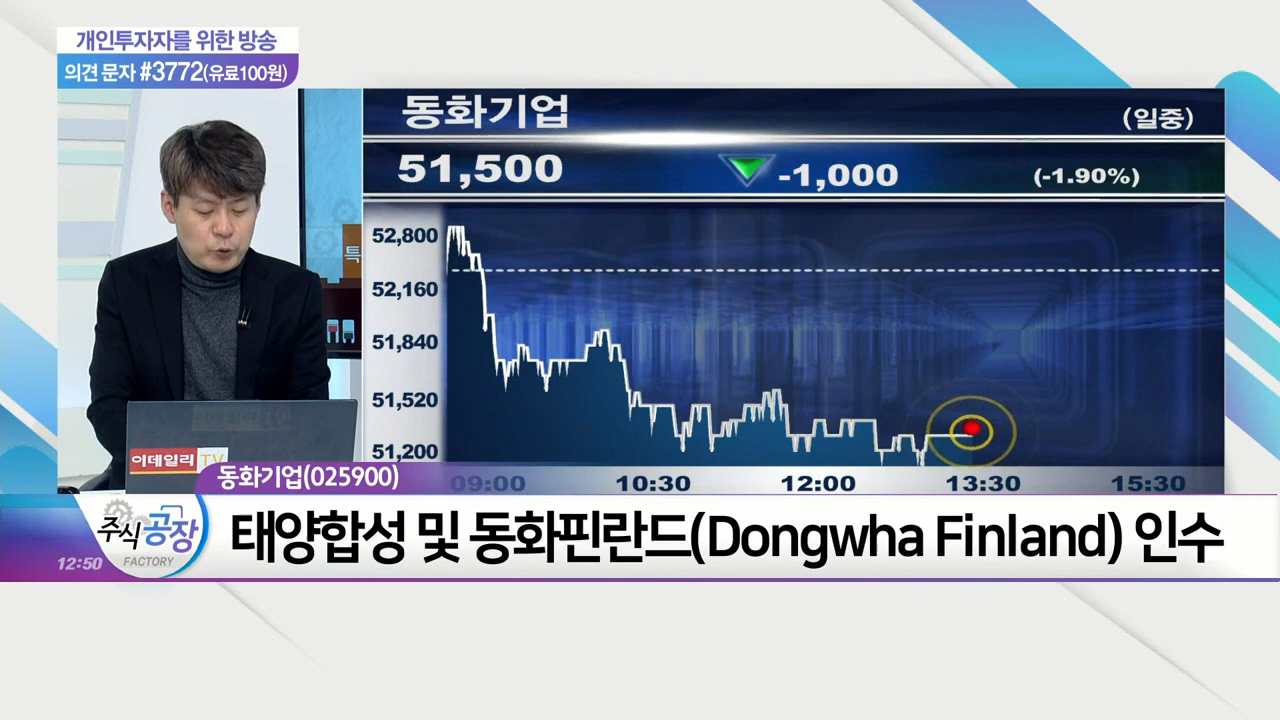 개인투자자를 위한 방송
의견 문자 #3772(유료100원)
동화기업
(일중)
51,500
-1,000
(-1.90%)
특
52,800
52,160
51,840
51,520
51,200
09:00
10:30
12:00
13:30
15:30
이데일리 TV
동화기업(025900)
주식공장
FACTORY
12:50
태양합성 및 동화핀란드(Dongwha Finland) 인수